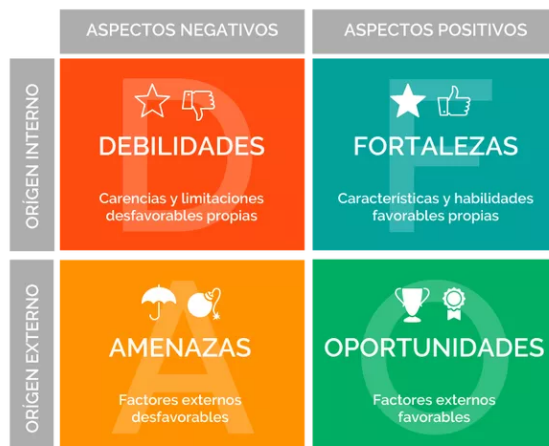 ASPECTOS NEGATIVOS
ASPECTOS POSITIVOS
ORÍGEN INTERNO
D
DEBILIDADES
Carencias y limitaciones
desfavorables propias
F
FORTALEZAS
Características y habilidades
favorables propias
ORÍGEN EXTERNO
A
AMENAZAS
Factores externos
desfavorables
O
OPORTUNIDADES
Factores externos
favorables